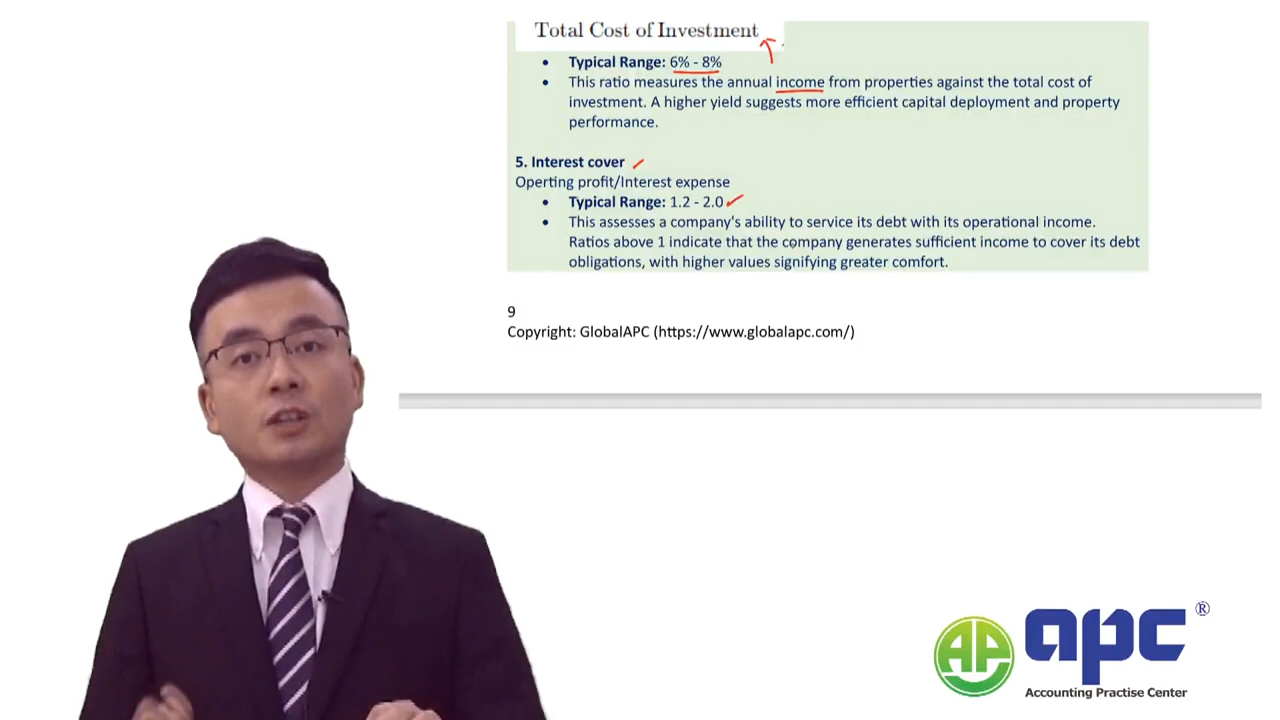 Total Cost of Investment
• Typical Range: 6% - 8%
• This ratio measures the annual income from properties against the total cost of
investment. A higher yield suggests more efficient capital deployment and property
performance.
5. Interest cover
Operting profit/Interest expense
• Typical Range: 1.2 - 2.0
• This assesses a company's ability to service its debt with its operational income.
Ratios above 1 indicate that the company generates sufficient income to cover its debt
obligations, with higher values signifying greater comfort.
9
Copyright: GlobalAPC (https://www.globalapc.com/)
AP apc ®
Accounting Practise Center